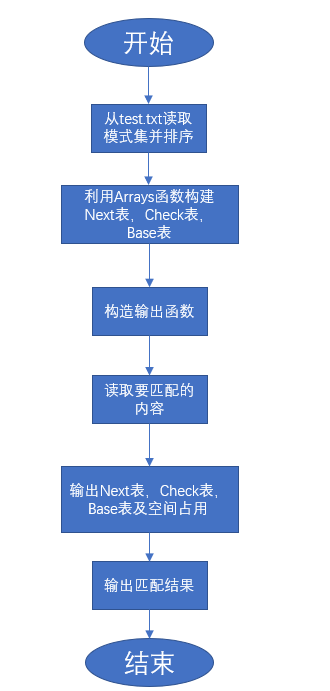 开始
从test.txt读取
模式集并排序
利用Arrays函数构建
Next表，Check表，
Base表
构造输出函数
读取要匹配的
内容
输出Next表，Check表，
Base表及空间占用
输出匹配结果
结束